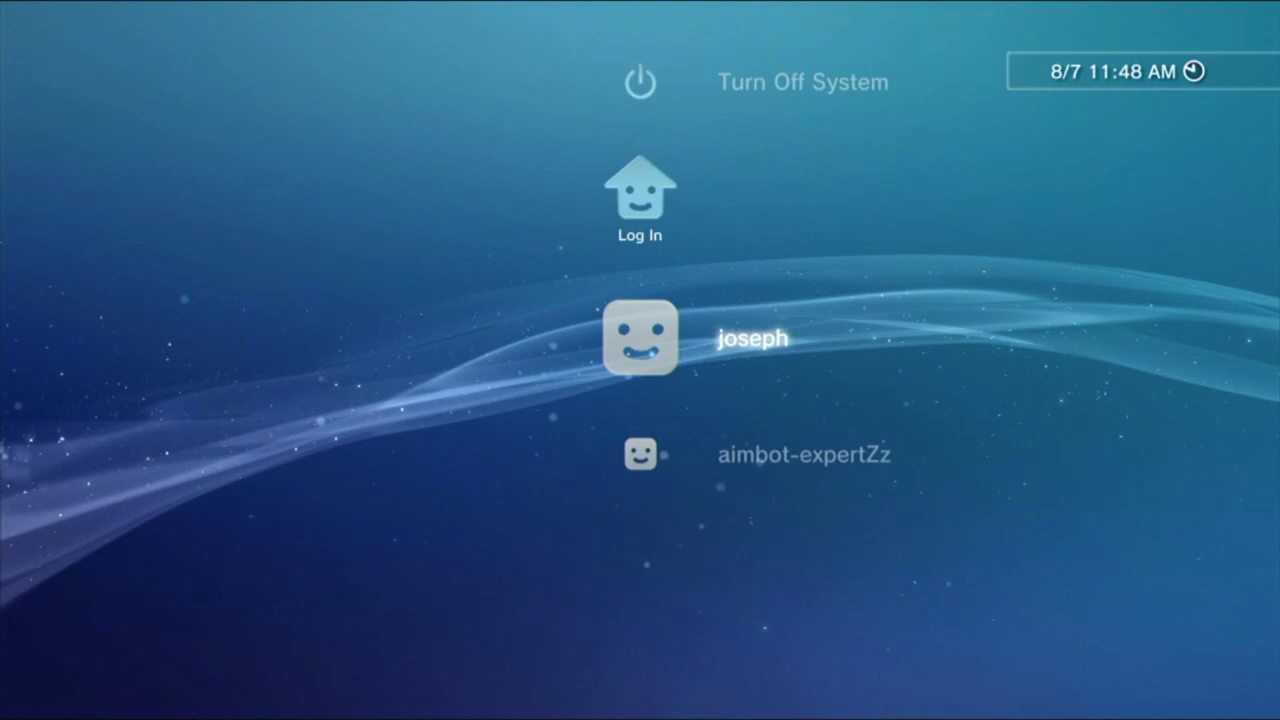 Turn Off System
8/7 11:48 AM
Log In
joseph
aimbot-expertZz